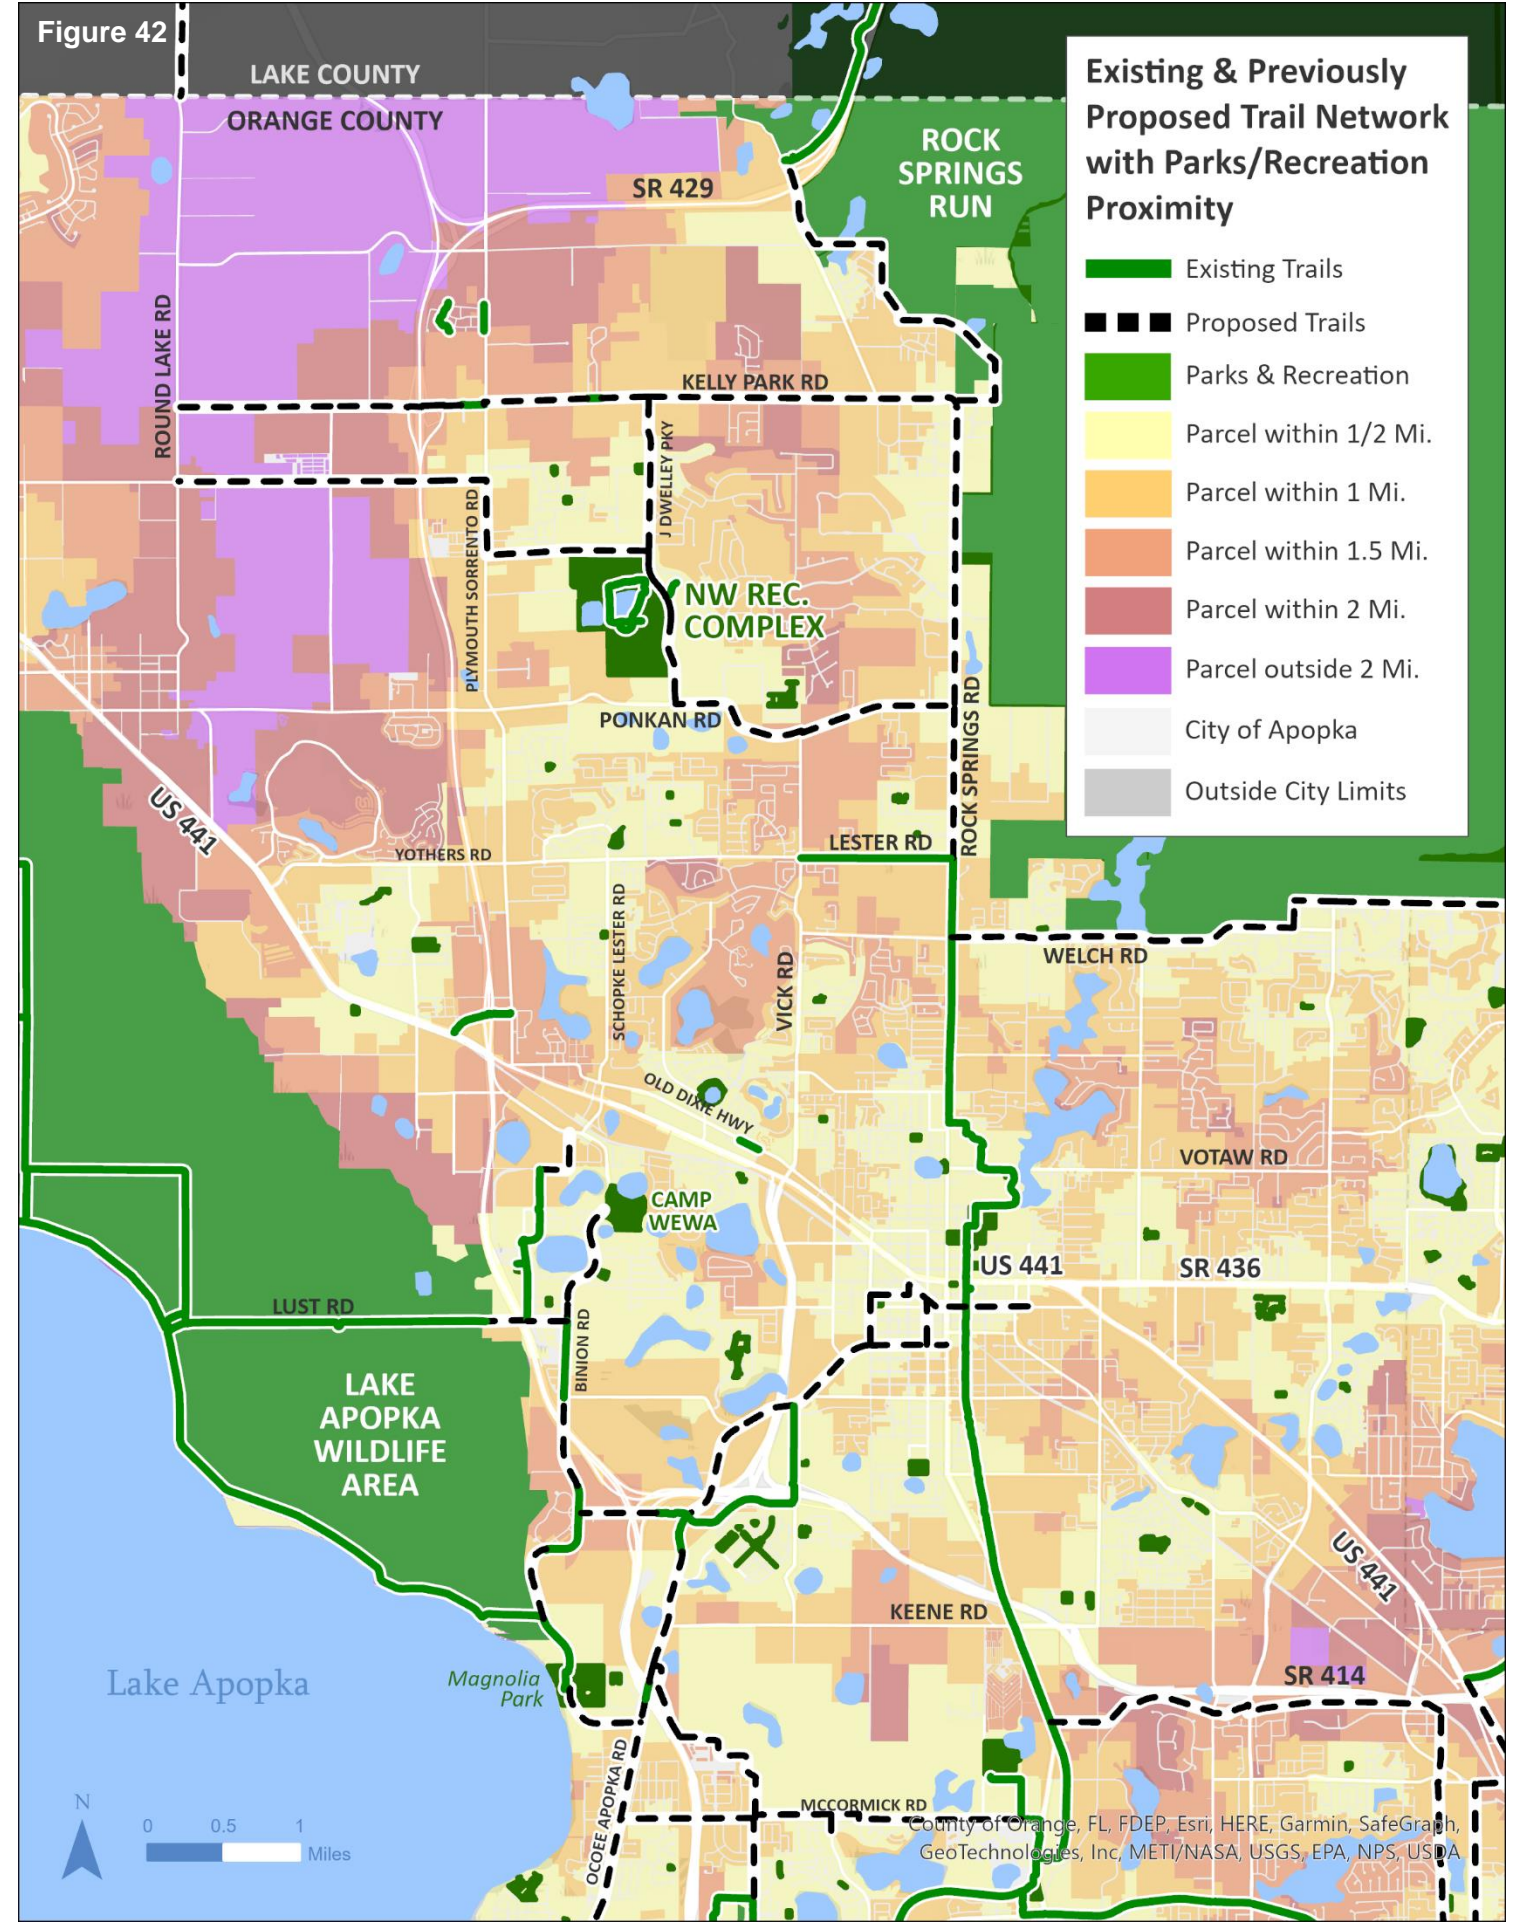 Figure 42
LAKE COUNTY
ORANGE COUNTY
SR 429
ROCK
SPRINGS
RUN
Existing & Previously
Proposed Trail Network
with Parks/Recreation
Proximity
Existing Trails
Proposed Trails
Parks & Recreation
Parcel within 1/2 Mi.
Parcel within 1 Mi.
Parcel within 1.5 Mi.
Parcel within 2 Mi.
Parcel outside 2 Mi.
City of Apopka
Outside City Limits
ROUND LAKE RD
KELLY PARK RD
J DWELLEY PKY
PLYMOUTH SORRENTO RD
NW REC.
COMPLEX
PONKAN RD
ROCK SPRINGS RD
US 441
YOTHERS RD
LESTER RD
SCHOPKE LESTER RD
VICK RD
WELCH RD
OLD DIXIE HWY
VOTAW RD
CAMP
WEWA
US 441
SR 436
LUST RD
BINION RD
LAKE
APOPKA
WILDLIFE
AREA
US 441
KEENE RD
Lake Apopka
Magnolia
Park
SR 414
OCOEE APOPKA RD
MCCORMICK RD
N
0 0.5 1
Miles
County of Orange, FL, FDEP, Esri, HERE, Garmin, SafeGraph,
GeoTechnologies, Inc, METI/NASA, USGS, EPA, NPS, USDA